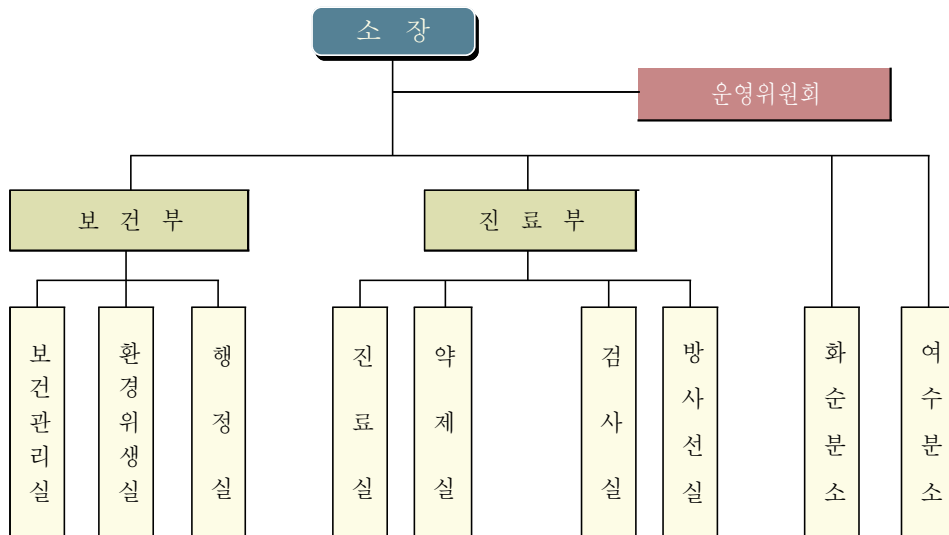 소 장
운영위원회
보 건 부
진 료 부
보건관리실
환경위생실
행정실
진료실
약제실
검사실
방사선실
화순분소
여수분소